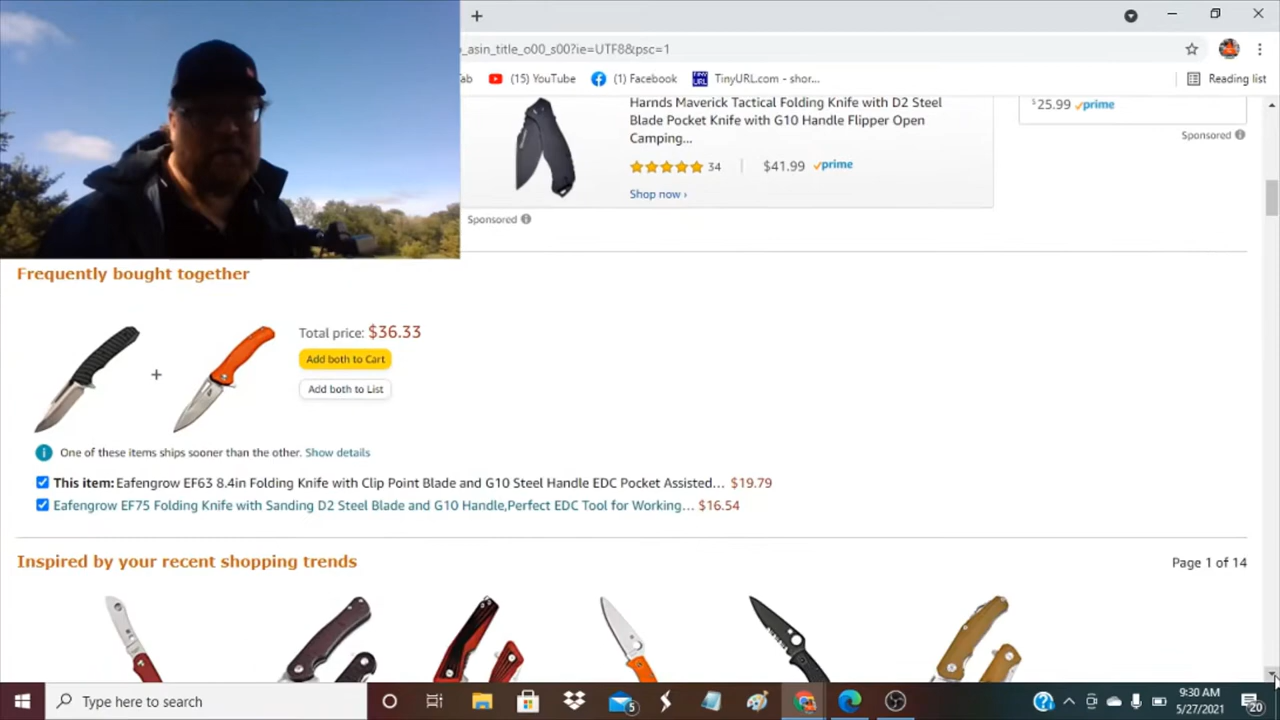 _asin_title_o00_s00?ie=UTF8&psc=1
ab
(15) YouTube
(1) Facebook
TINY URL
TinyURL.com - shor...
Reading list
Harnds Maverick Tactical Folding Knife with D2 Steel
Blade Pocket Knife with G10 Handle Flipper Open
Camping...
34
$41.99 prime
Shop now ›
Sponsored
$25.99 prime
Sponsored
Frequently bought together
Total price: $36.33
Add both to Cart
Add both to List
One of these items ships sooner than the other. Show details
This item: Eafengrow EF63 8.4in Folding Knife with Clip Point Blade and G10 Steel Handle EDC Pocket Assisted... $19.79
Eafengrow EF75 Folding Knife with Sanding D2 Steel Blade and G10 Handle,Perfect EDC Tool for Working... $16.54
Inspired by your recent shopping trends
Page 1 of 14
Type here to search
5
9:30 AM
5/27/2021
20